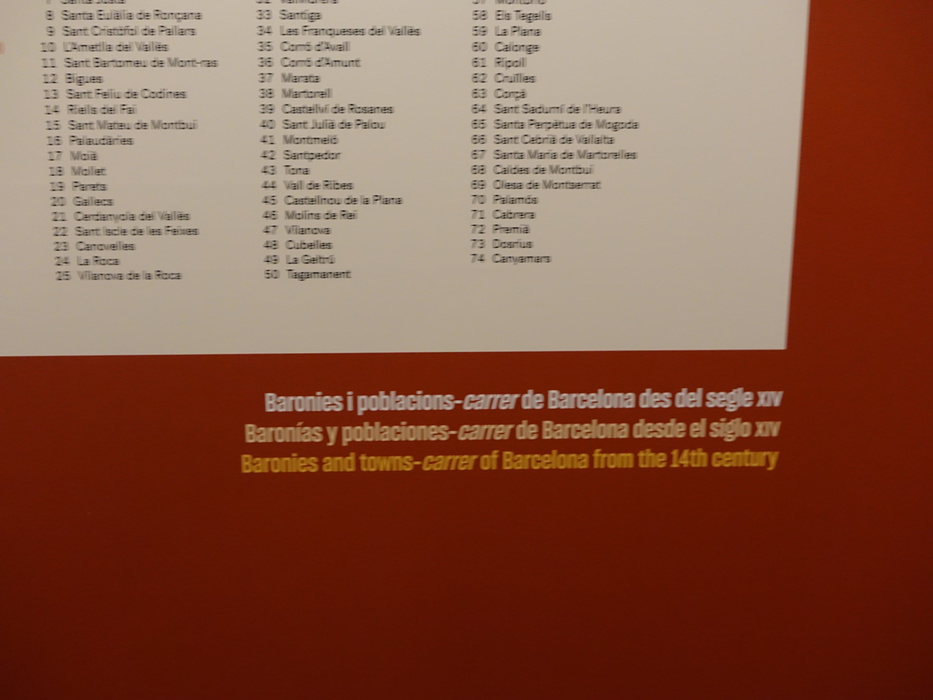 8 Santa Eulàlia de Ronçana
9 Sant Cristòfol de Pallars
10 L'Ametlla del Vallès
11 Sant Bartomeu de Mont-ras
12 Bigues
13 Sant Feliu de Codines
14 Riells del Fai
15 Sant Mateu de Montbui
16 Palaudàries
17 Moià
18 Mollet
19 Parets
20 Gallecs
21 Cerdanyola del Vallès
22 Sant Iscle de les Feixes
23 Canovelles
24 La Roca
25 Vilanova de la Roca
33 Santiga
34 Les Franqueses del Vallès
35 Corró d'Avall
36 Corró d'Amunt
37 Marata
38 Martorell
39 Castellví de Rosanes
40 Sant Julià de Palou
41 Montmeló
42 Santpedor
43 Tona
44 Vall de Ribes
45 Castellnou de la Plana
46 Molins de Rei
47 Vilanova
48 Cubelles
49 La Geltrú
50 Tagamanent
58 Els Tegells
59 La Plana
60 Calonge
61 Ripoll
62 Cruïlles
63 Corçà
64 Sant Sadurní de l'Heura
65 Santa Perpètua de Mogoda
66 Sant Cebrià de Vallalta
67 Santa Maria de Martorelles
68 Caldes de Montbui
69 Olesa de Montserrat
70 Palamós
71 Cabrera
72 Premià
73 Dosrius
74 Canyamars
Baronies i poblacions-carrer de Barcelona des del segle XIV
Baronías y poblaciones-carrer de Barcelona desde el siglo XIV
Baronies and towns-carrer of Barcelona from the 14th century